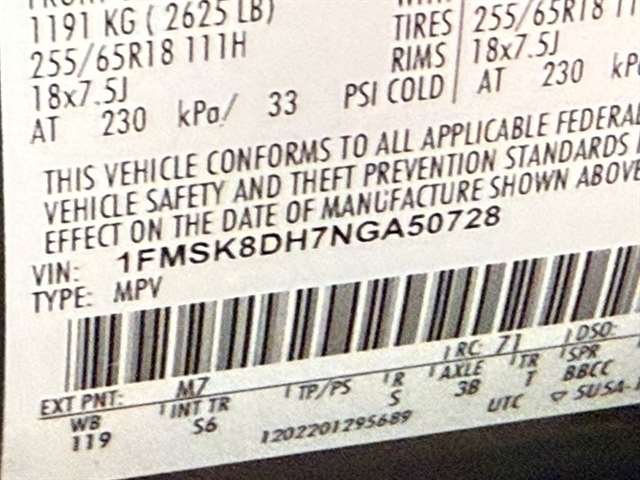 1191 KG ( 2625 LB)
255/65R18 111H TIRES 255/65R18
18x7.5J RIMS 18x7.5J
AT 230 kPa/ 33 PSI COLD AT 230
THIS VEHICLE CONFORMS TO ALL APPLICABLE FEDERAL
VEHICLE SAFETY AND THEFT PREVENTION STANDARDS
EFFECT ON THE DATE OF MANUFACTURE SHOWN ABOVE
VIN: 1FMSK8DH7NGA50728
TYPE: MPV
EXT PNT: M7 RC: 71 DSO:
WB INT TR TP/PS R AXLE TR SPR
119 S6 S 3B T BBCC
1202201295689 UTC ▽ SUSA-